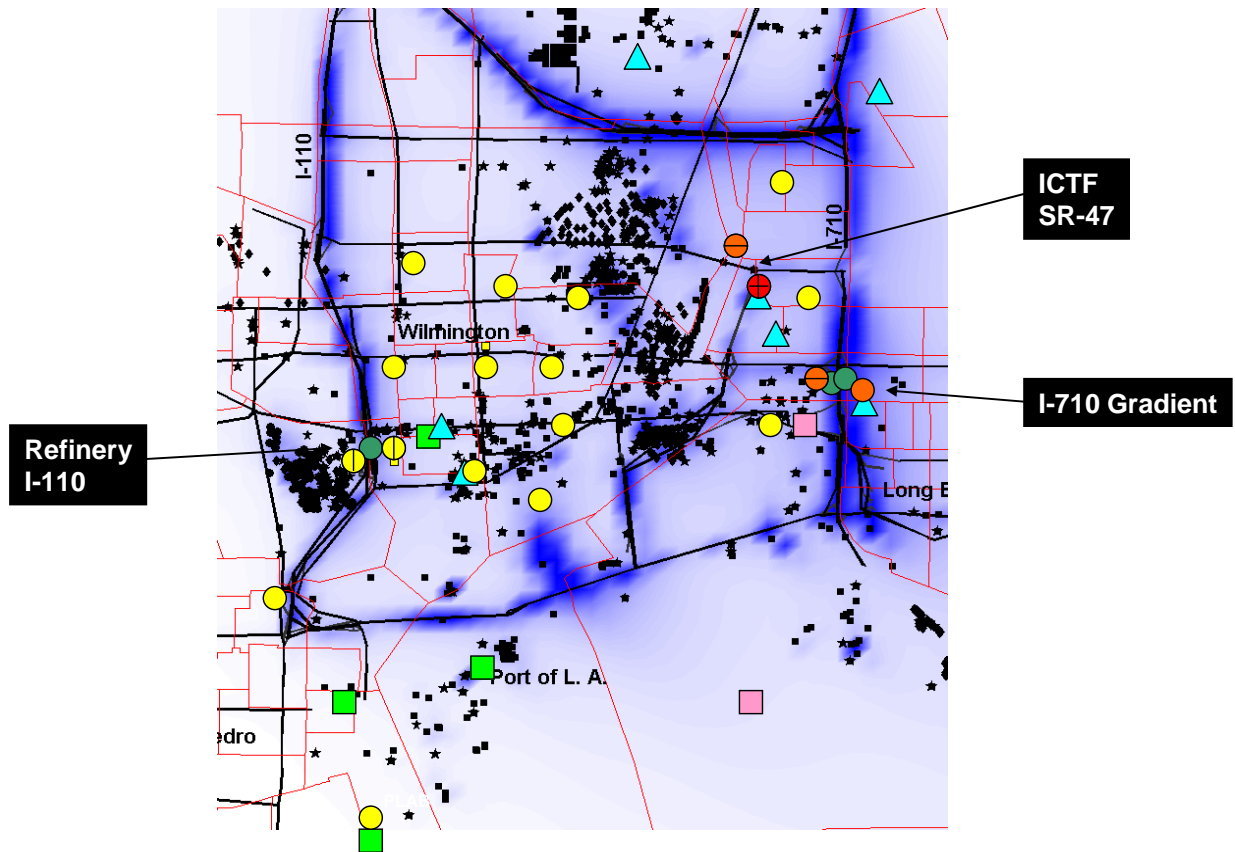 I-110
ICTF
SR-47
I-710
Wilmington
I-710 Gradient
Refinery
I-110
Long B
Port of L. A.
edro